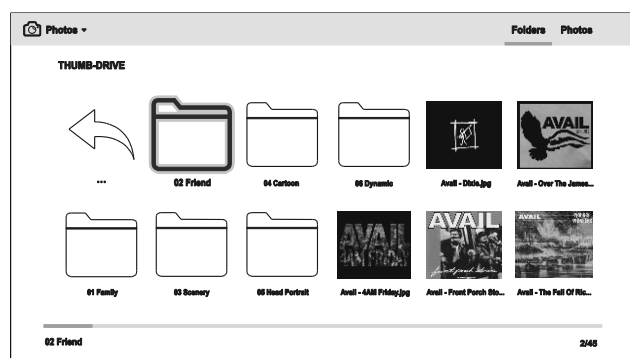 Photos
Folders Photos
THUMB-DRIVE
AVAIL
... 02 Friend 04 Cartoon 06 Dynamic Avail - Dixie.jpg Avail - Over The James...
AVAIL AVAIL
01 Family 03 Scenery 05 Head Portrait Avail - 4AM Friday.jpg Avail - Front Porch Sto... Avail - The Fall Of Ric...
02 Friend 2/45